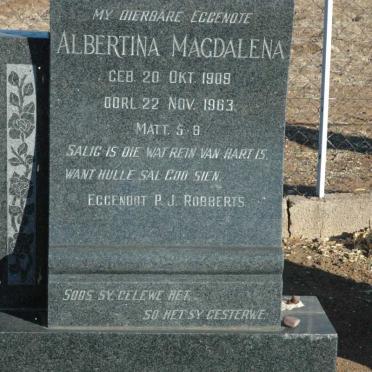 MY DIERBARE EGGENOTE
ALBERTINA MAGDALENA
GEB. 20 OKT. 1909
OORL. 22 NOV. 1963
MATT. 5:8
SALIG IS DIE WAT REIN VAN HART IS,
WANT HULLE SAL GOD SIEN.
EGGENOOT P. J. ROBBERTS
SOOS SY GELEWE HET,
SO HET SY GESTERWE.